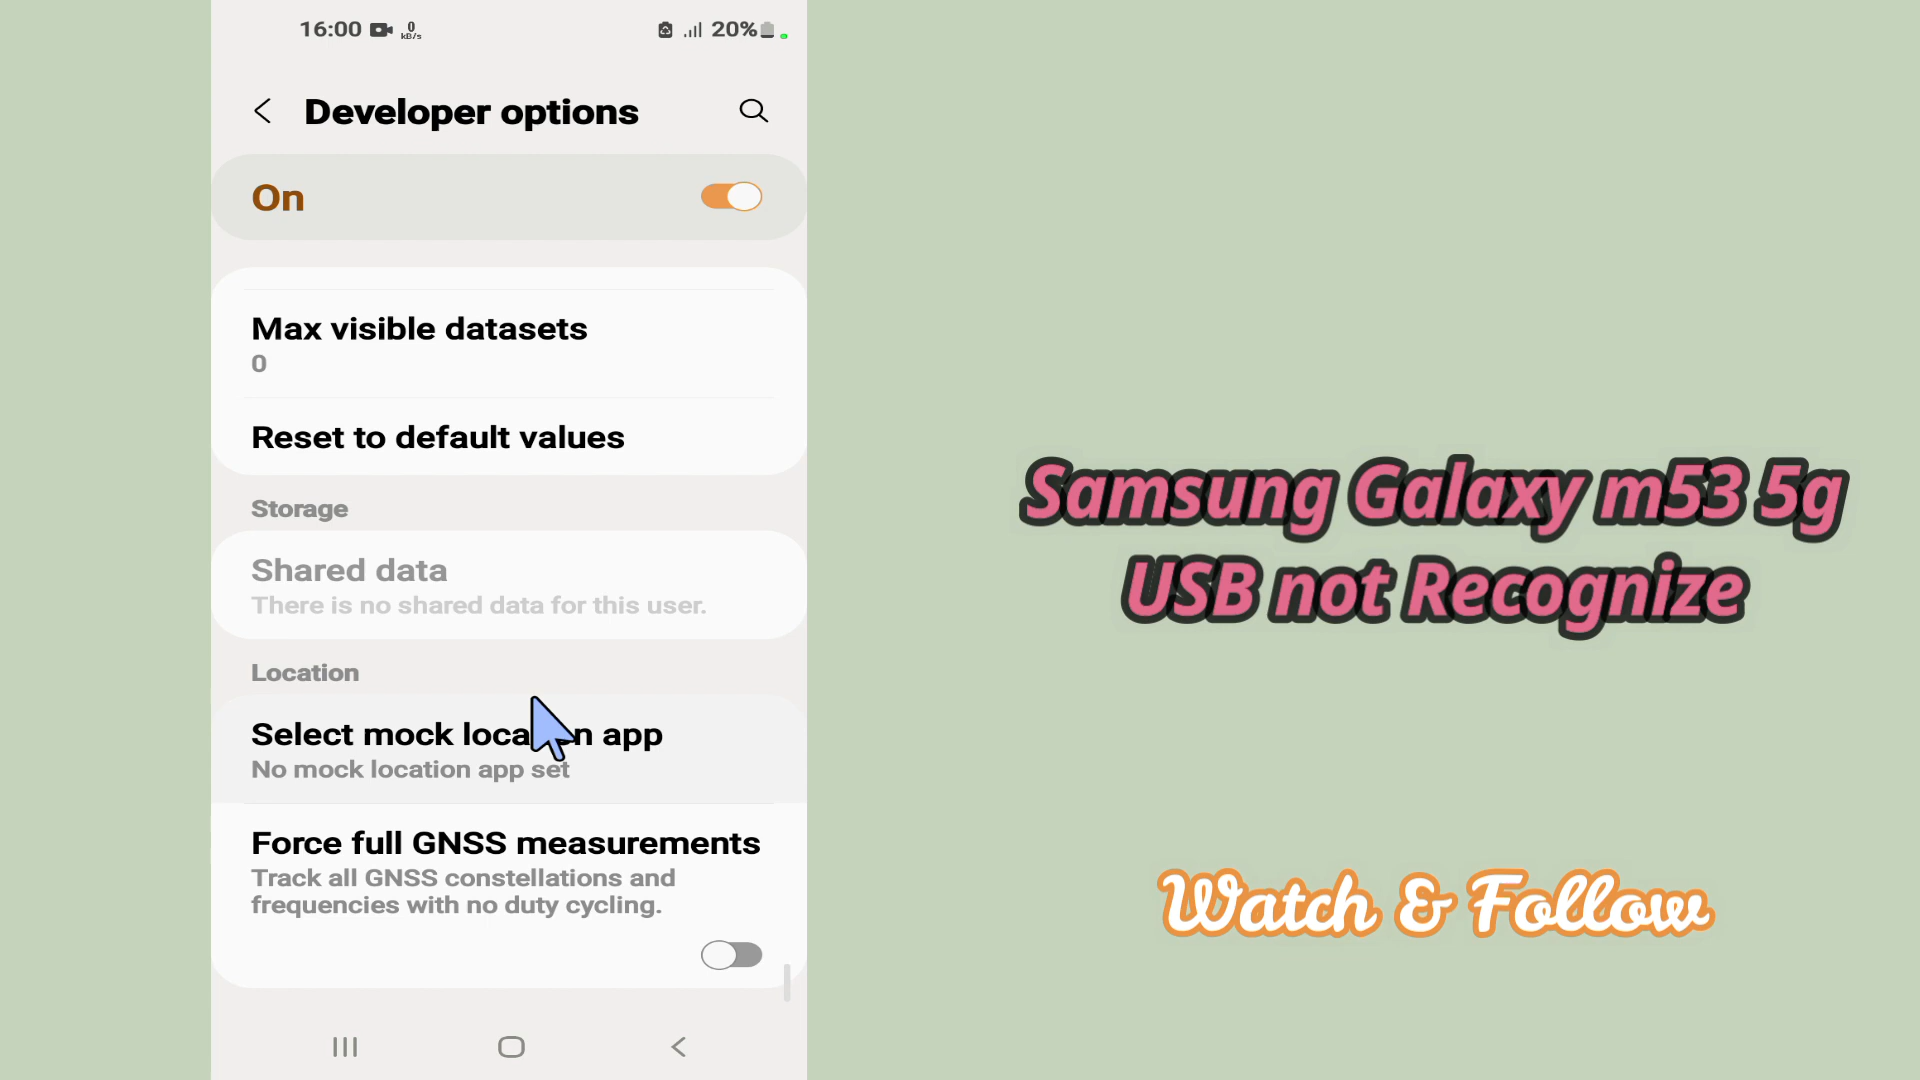 16:00 0 kB/s 20%
Developer options
On
Max visible datasets
0
Reset to default values
Storage
Shared data
There is no shared data for this user.
Location
Select mock location app
No mock location app set
Force full GNSS measurements
Track all GNSS constellations and
frequencies with no duty cycling.
Samsung Galaxy m53 5g
USB not Recognize
Watch & Follow